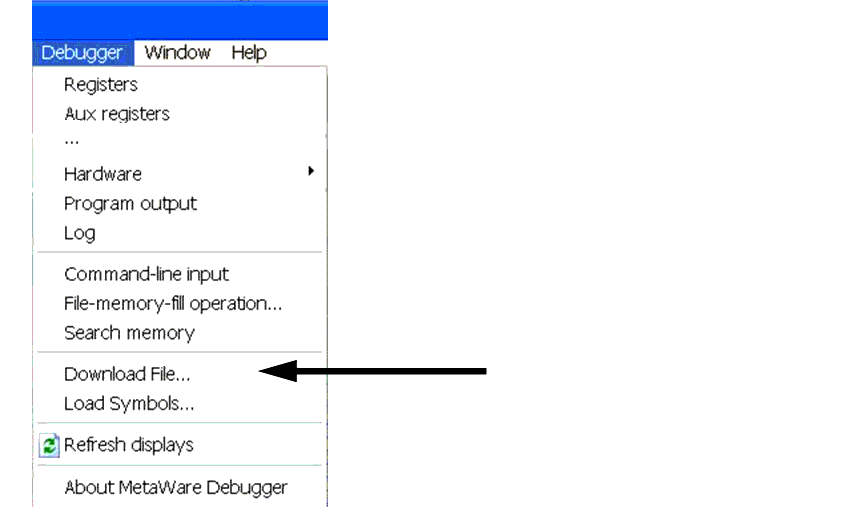 Debugger Window Help
Registers
Aux registers
...
Hardware
Program output
Log
Command-line input
File-memory-fill operation...
Search memory
Download File...
Load Symbols...
Refresh displays
About MetaWare Debugger